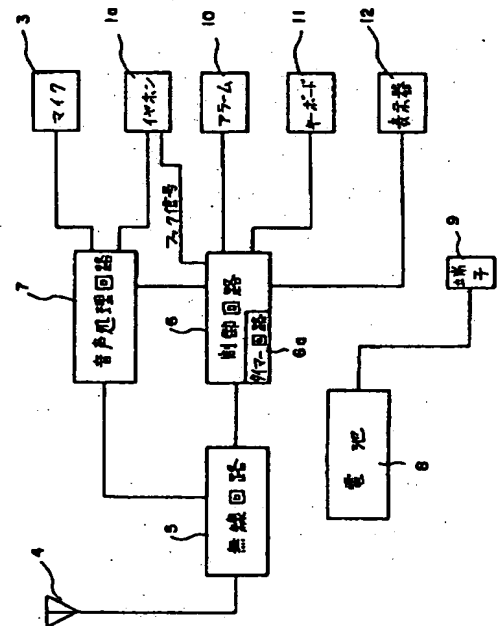 3
マイク
1a
イヤホン
10
アラーム
11
キーボード
12
表示器
フック信号
7
音声処理回路
6
制御回路
タイマー回路
6a
9
端子
5
無線回路
電池
8
4